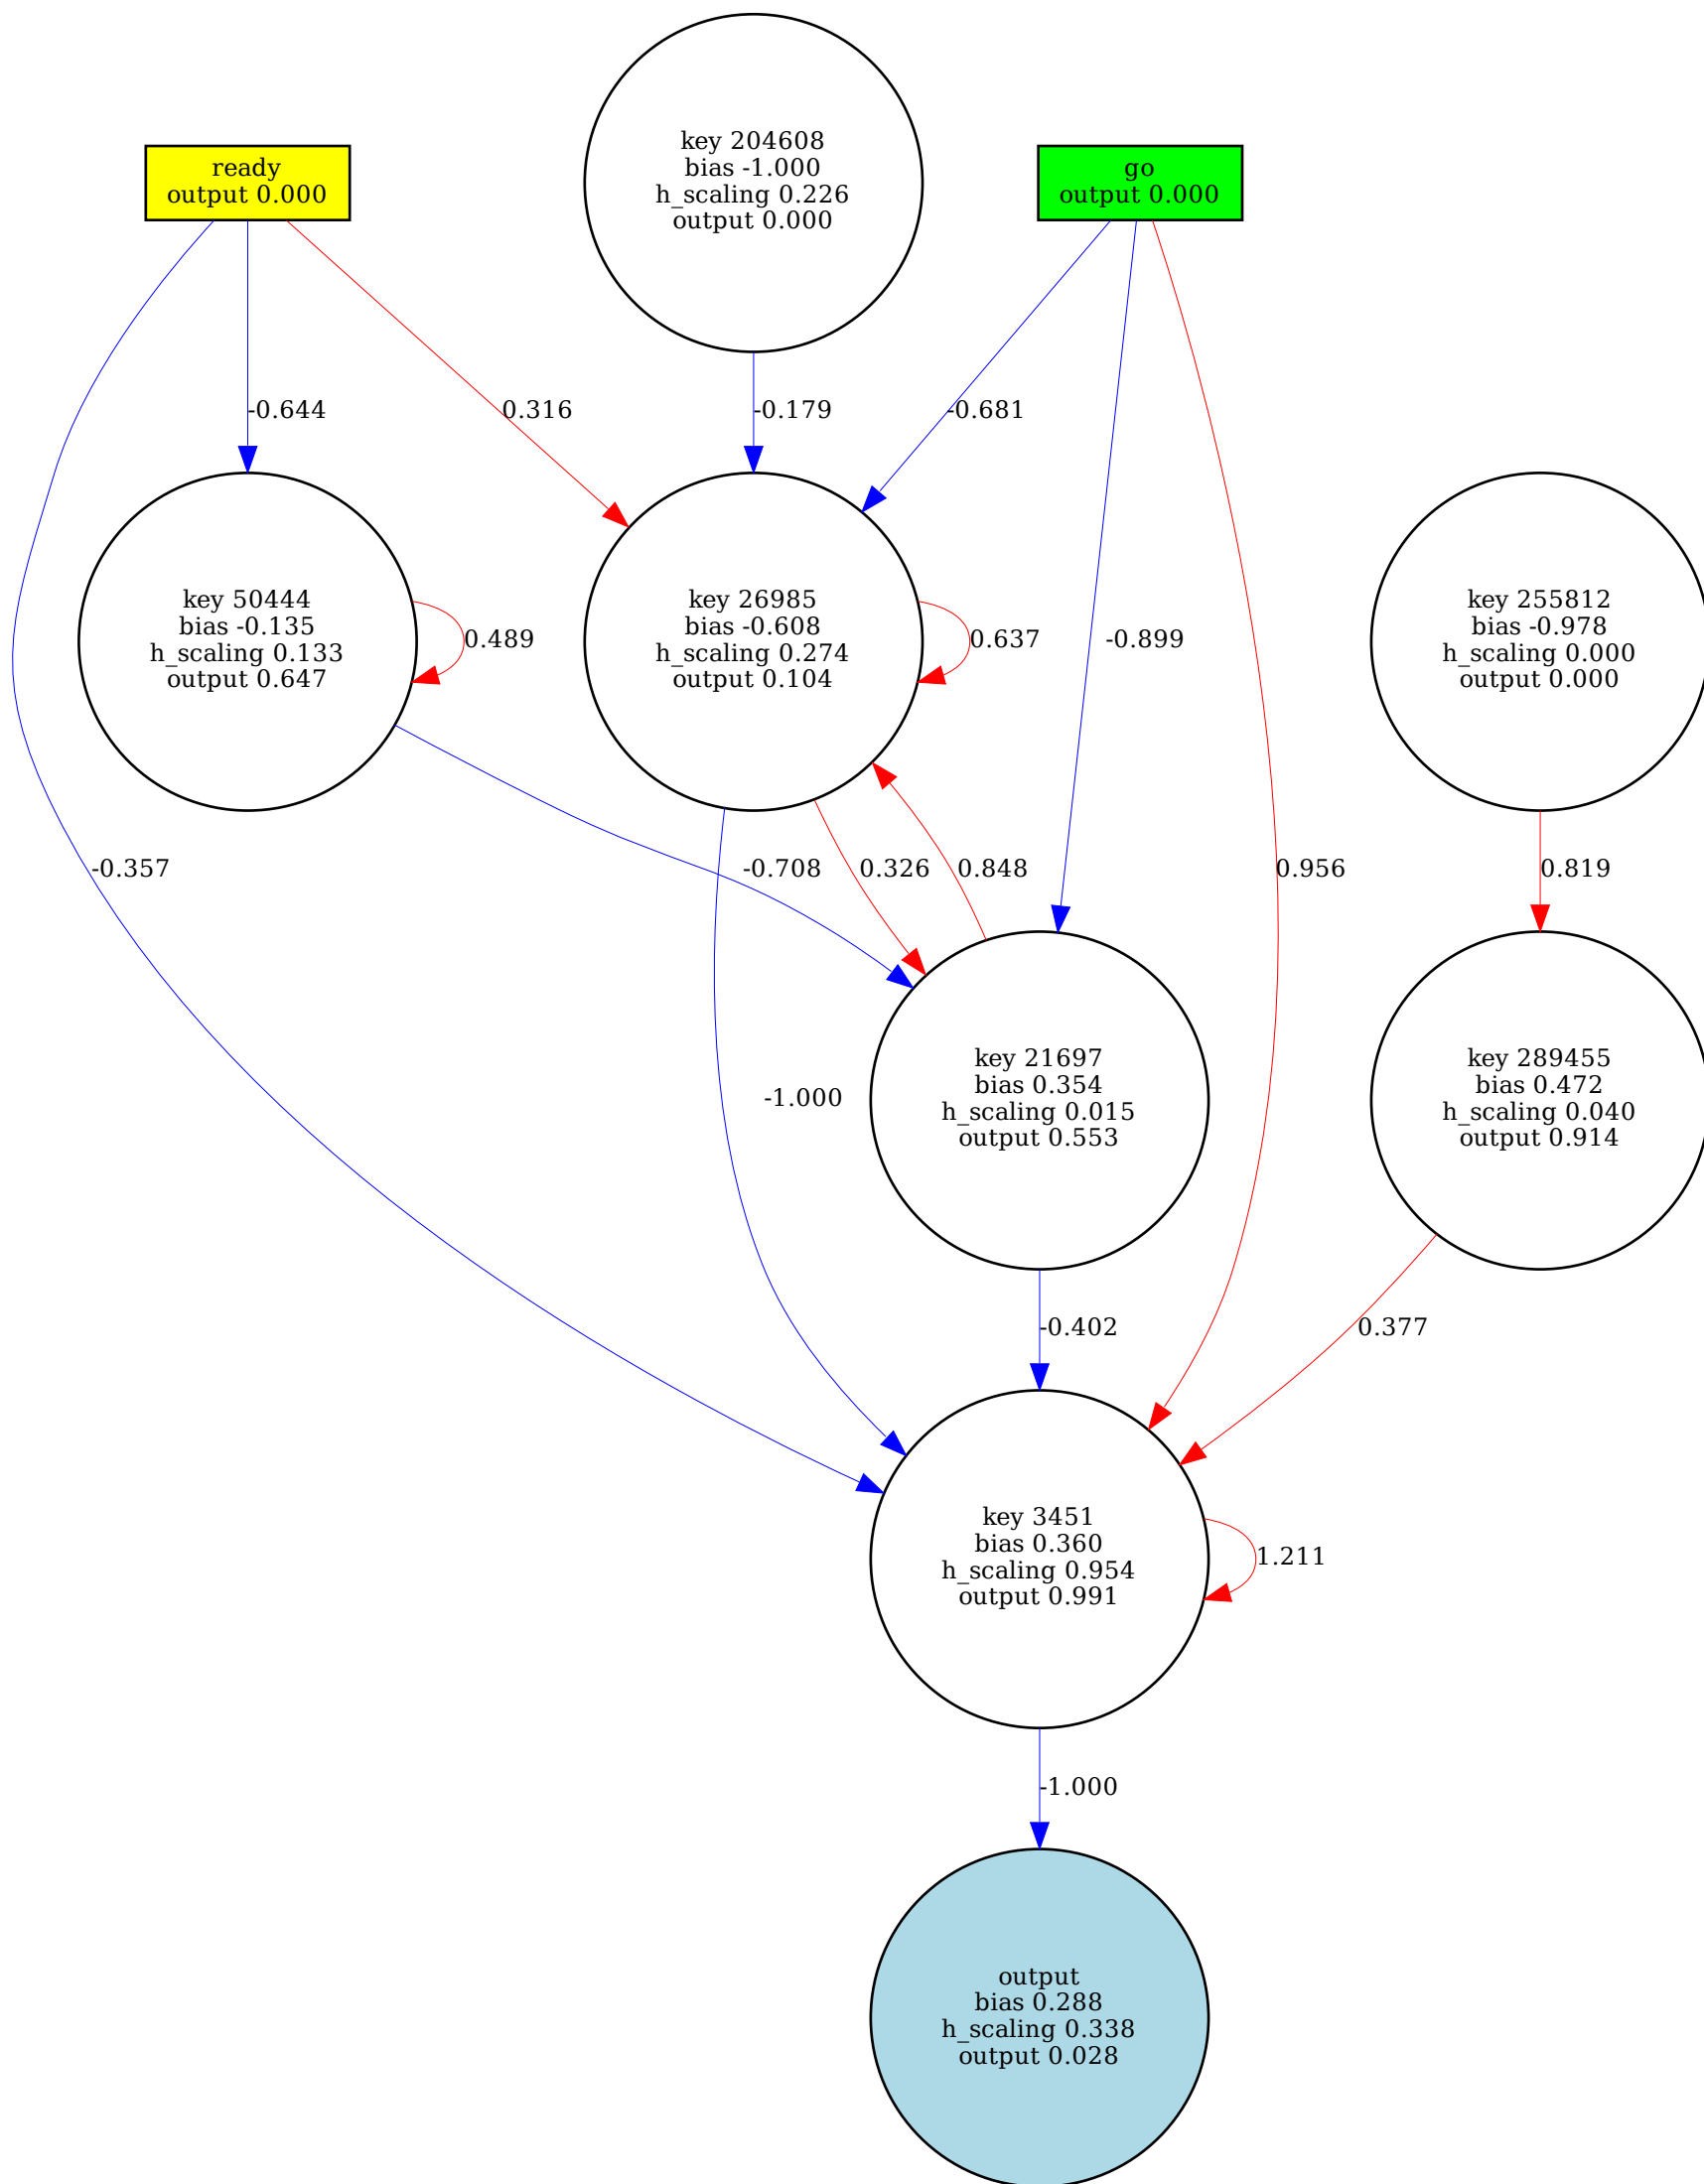 key 204608
bias -1.000
h_scaling 0.226
output 0.000
ready
output 0.000
go
output 0.000
-0.644
0.316
-0.179
-0.681
key 50444
bias -0.135
h_scaling 0.133
output 0.647
0.489
key 26985
bias -0.608
h_scaling 0.274
output 0.104
0.637
-0.899
key 255812
bias -0.978
h_scaling 0.000
output 0.000
-0.357
-0.708
0.326
0.848
0.956
0.819
-1.000
key 21697
bias 0.354
h_scaling 0.015
output 0.553
key 289455
bias 0.472
h_scaling 0.040
output 0.914
-0.402
0.377
key 3451
bias 0.360
h_scaling 0.954
output 0.991
1.211
-1.000
output
bias 0.288
h_scaling 0.338
output 0.028